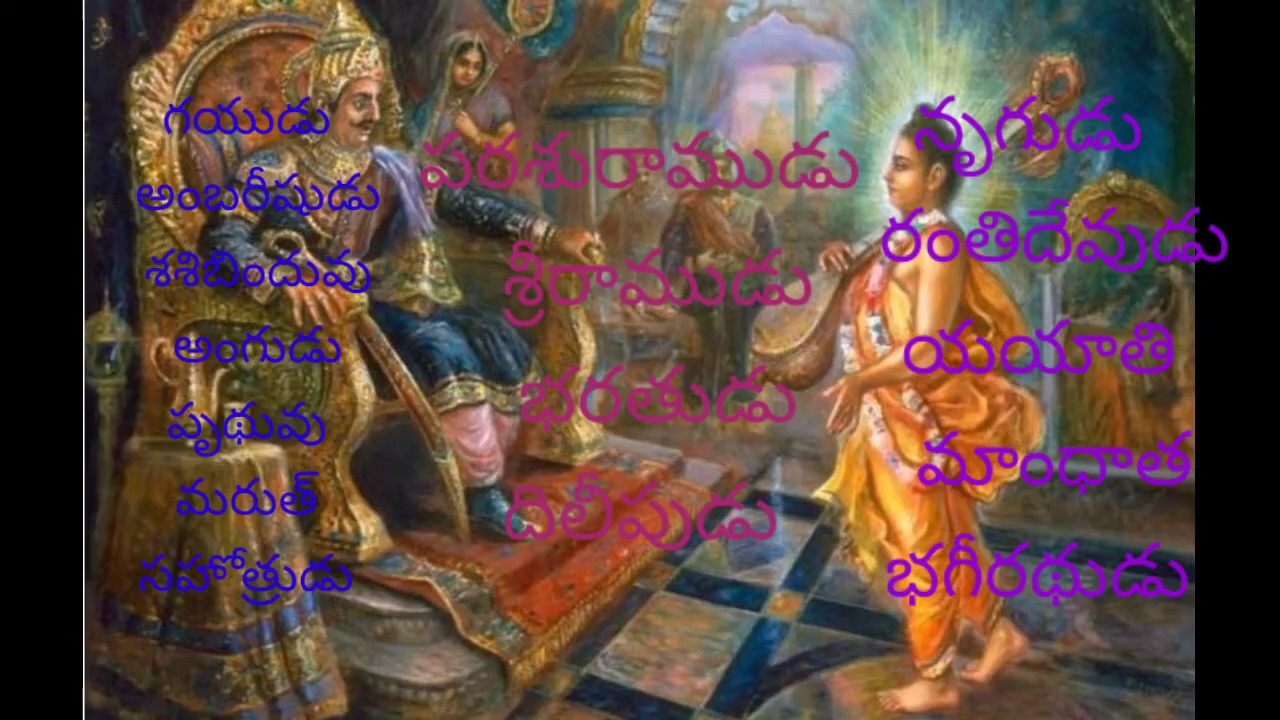 గయుడు
అంబరీషుడు
శశిబిందువు
అంగుడు
పృథువు
మరుత్
సహోత్రుడు
పరశురాముడు
శ్రీరాముడు
భరతుడు
దిలీపుడు
నృగుడు
రంతిదేవుడు
యయాతి
మాంధాత
భగీరథుడు